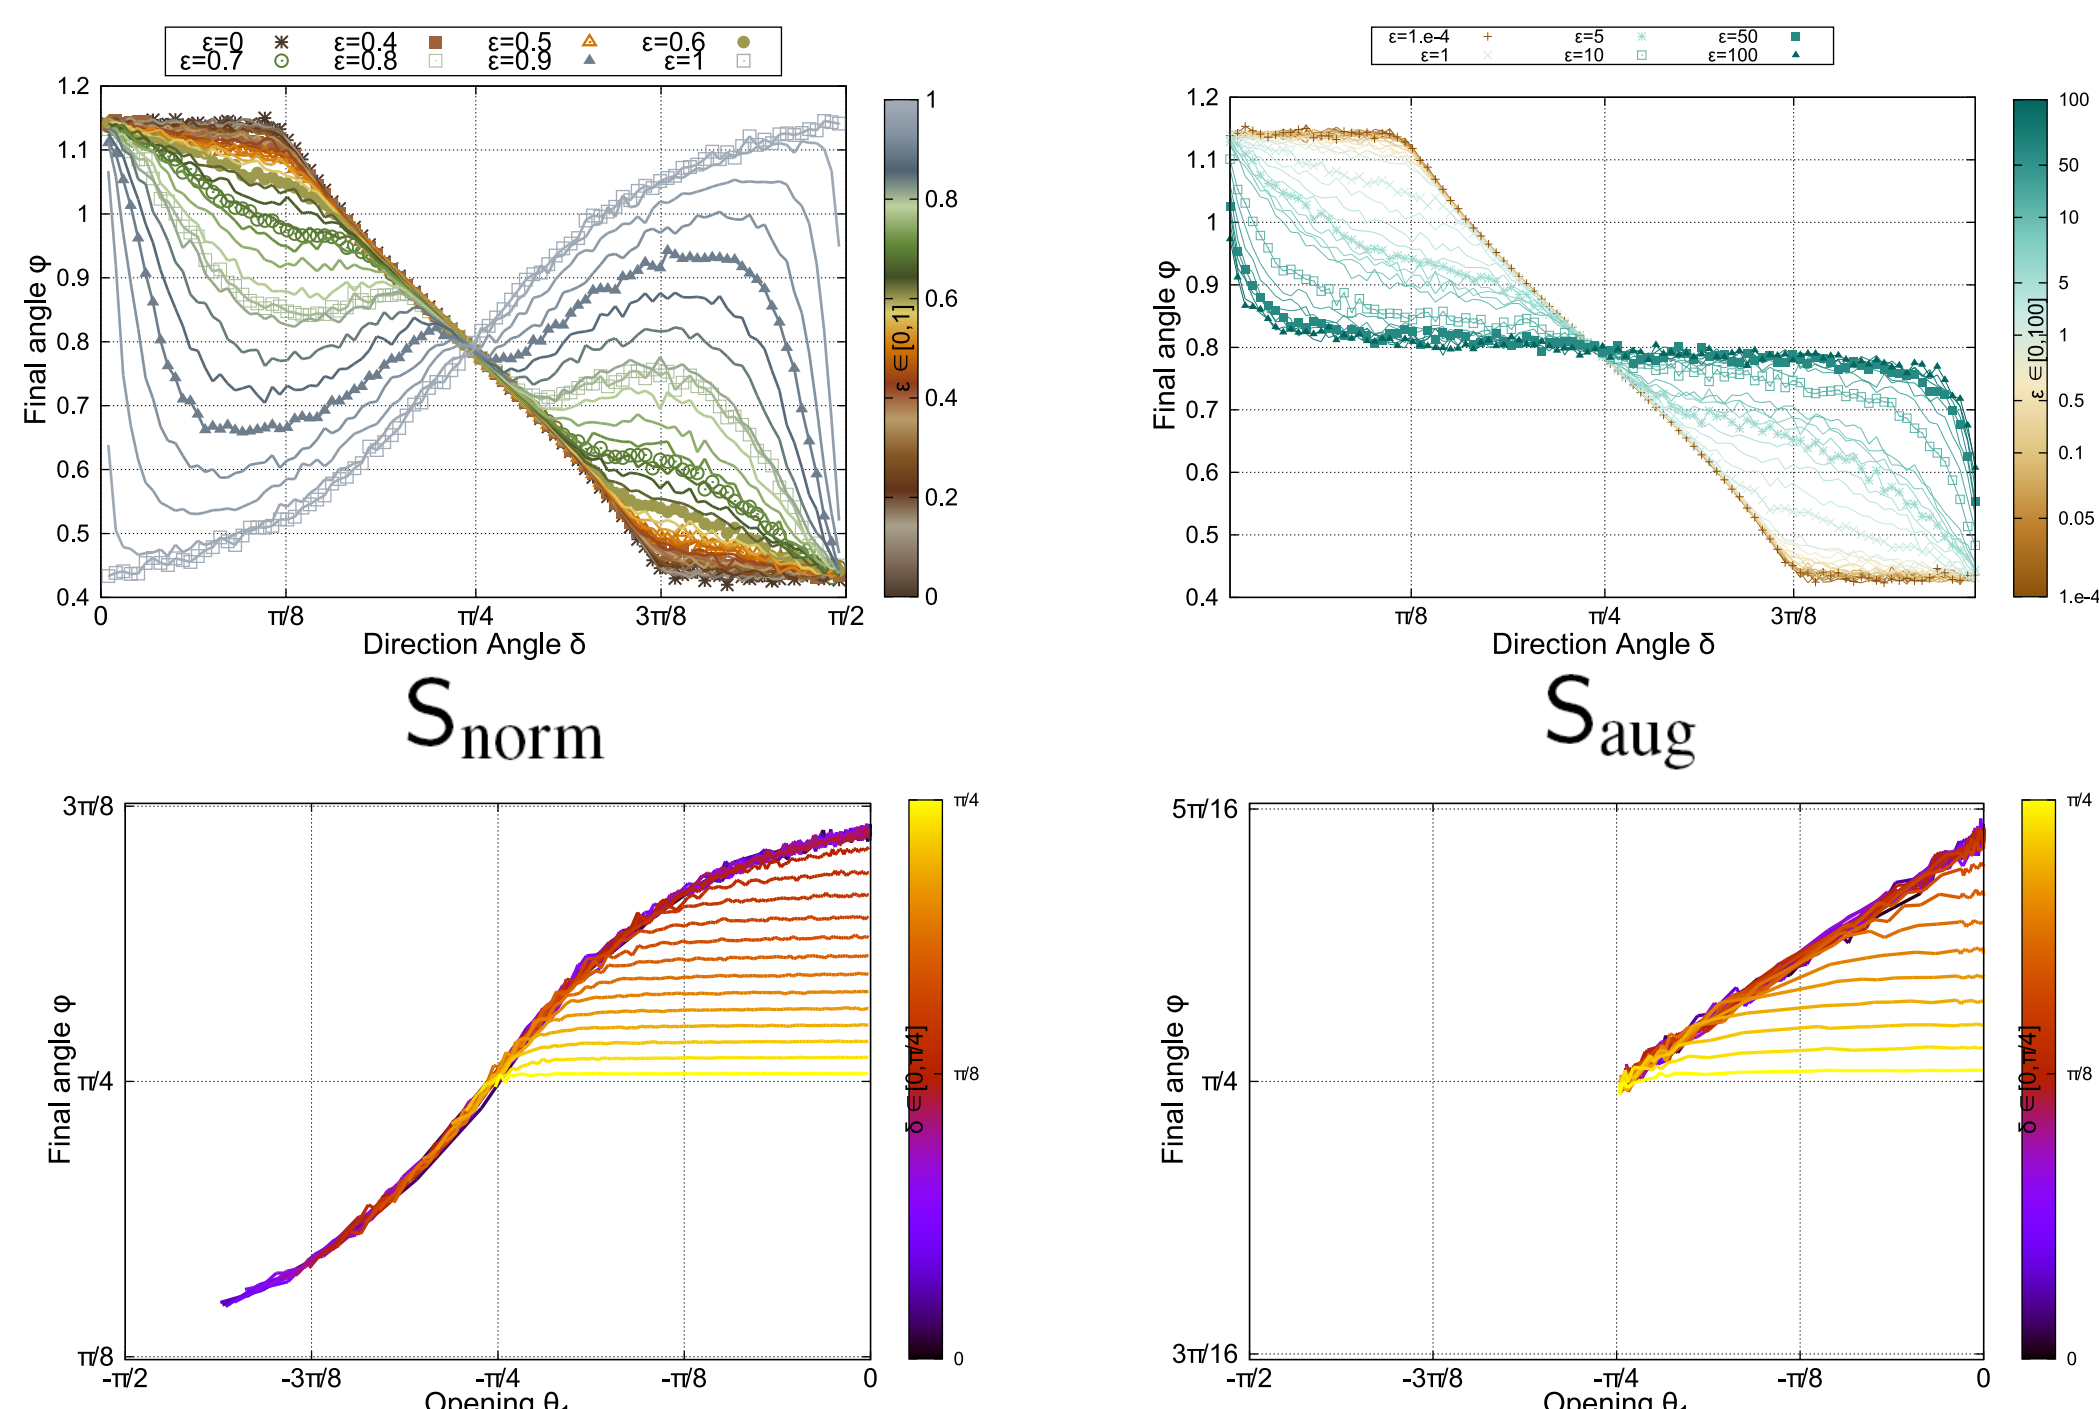 ε=0 ε=0.4 ε=0.5 ε=0.6
ε=0.7 ε=0.8 ε=0.9 ε=1
1.2
1.1
1
0.9
0.8
0.7
0.6
0.5
0.4
Final angle φ
0 π/8 π/4 3π/8 π/2
Direction Angle δ
1
0.8
0.6
0.4
0.2
0
ε ∈ [0,1]
ε=1.e-4 ε=5 ε=50
ε=1 ε=10 ε=100
1.2
1.1
1
0.9
0.8
0.7
0.6
0.5
0.4
Final angle φ
π/8 π/4 3π/8
Direction Angle δ
100
50
10
5
1
0.5
0.1
0.05
1.e-4
ε ∈ [0,100]
Snorm
Saug
3π/8
π/4
π/8
Final angle φ
-π/2 -3π/8 -π/4 -π/8 0
Opening θ1
π/4
π/8
0
δ ∈ [0,π/4]
5π/16
π/4
3π/16
Final angle φ
-π/2 -3π/8 -π/4 -π/8 0
Opening θ1
π/4
π/8
0
δ ∈ [0,π/4]